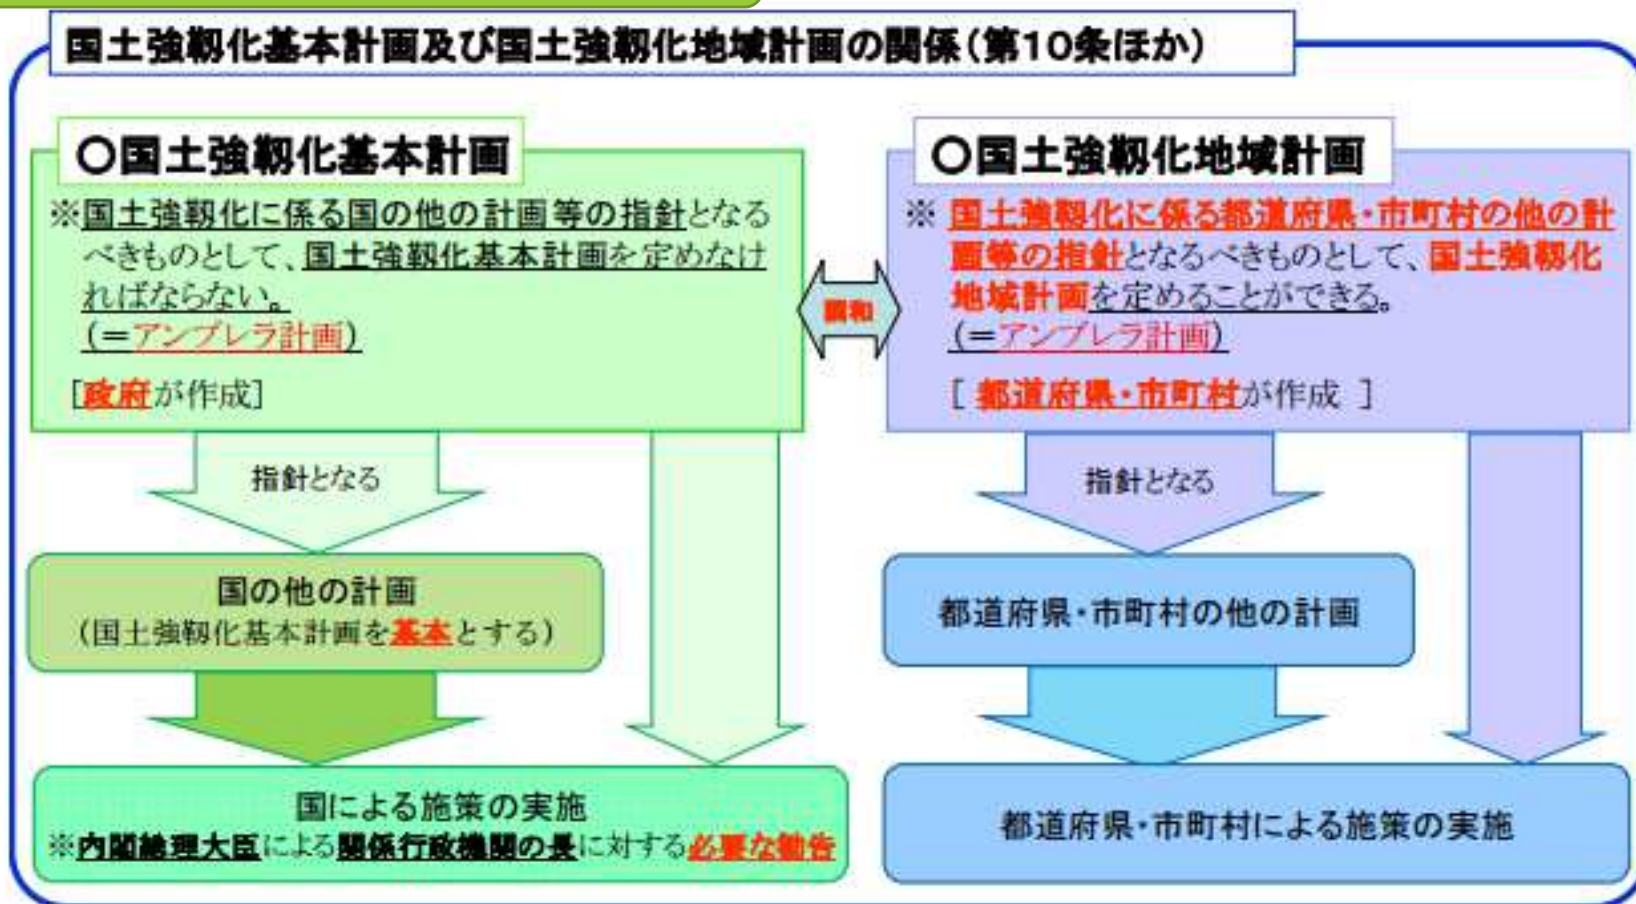 国土強靱化基本計画及び国土強靱化地域計画の関係(第10条ほか)
○国土強靱化基本計画
※国土強靱化に係る国の他の計画等の指針となる
べきものとして、国土強靱化基本計画を定めなけ
ればならない。
(=アンブレラ計画)
[政府が作成]
調和
○国土強靱化地域計画
※ 国土強靱化に係る都道府県・市町村の他の計
画等の指針となるべきものとして、国土強靱化
地域計画を定めることができる。
(=アンブレラ計画)
[ 都道府県・市町村が作成 ]
指針となる
国の他の計画
(国土強靱化基本計画を基本とする)
国による施策の実施
※内閣総理大臣による関係行政機関の長に対する必要な勧告
指針となる
都道府県・市町村の他の計画
都道府県・市町村による施策の実施